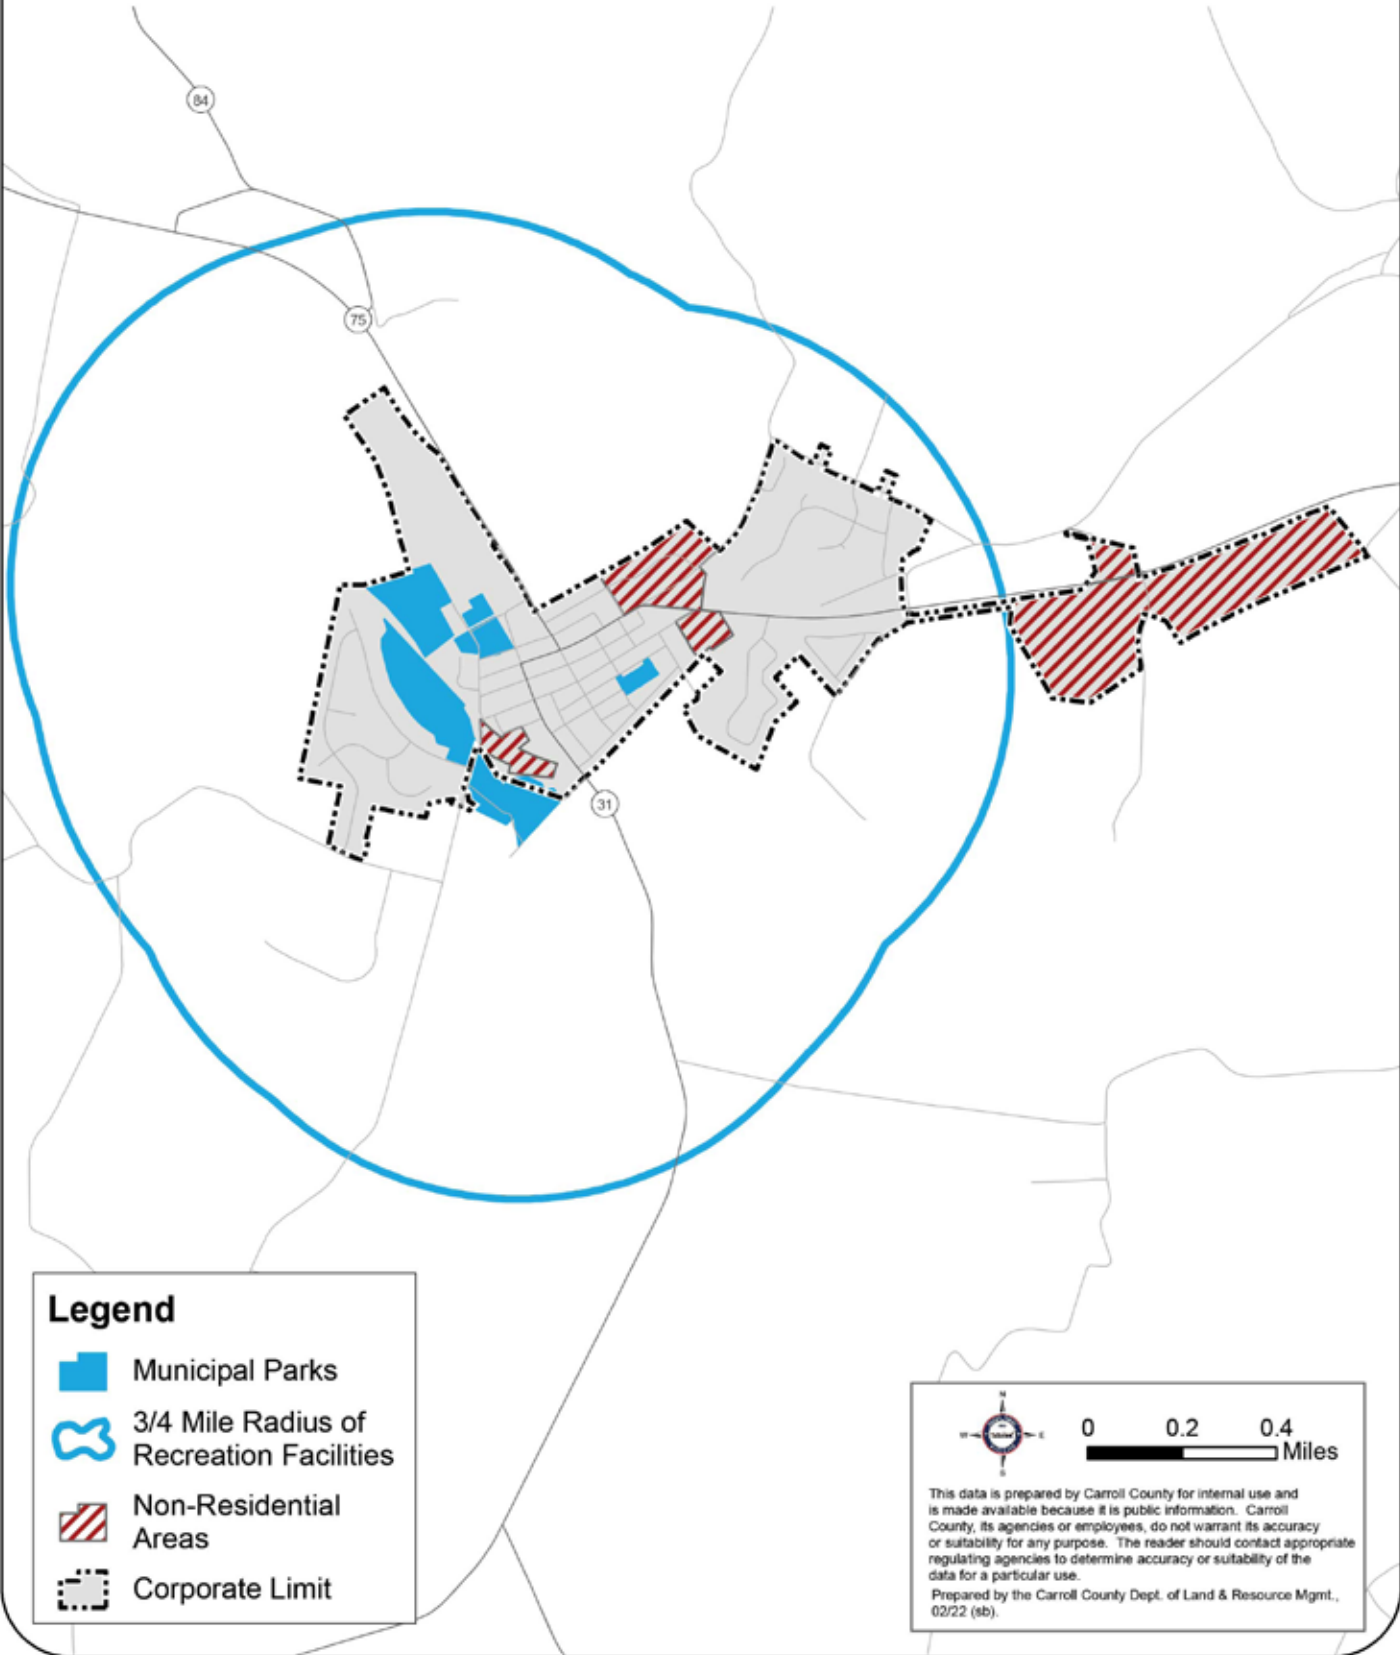 84
75
31
Legend
Municipal Parks
3/4 Mile Radius of
Recreation Facilities
Non-Residential
Areas
Corporate Limit
N
W
E
S
0 0.2 0.4
Miles
This data is prepared by Carroll County for internal use and
is made available because it is public information. Carroll
County, its agencies or employees, do not warrant its accuracy
or suitability for any purpose. The reader should contact appropriate
regulating agencies to determine accuracy or suitability of the
data for a particular use.
Prepared by the Carroll County Dept. of Land & Resource Mgmt.,
02/22 (sb).